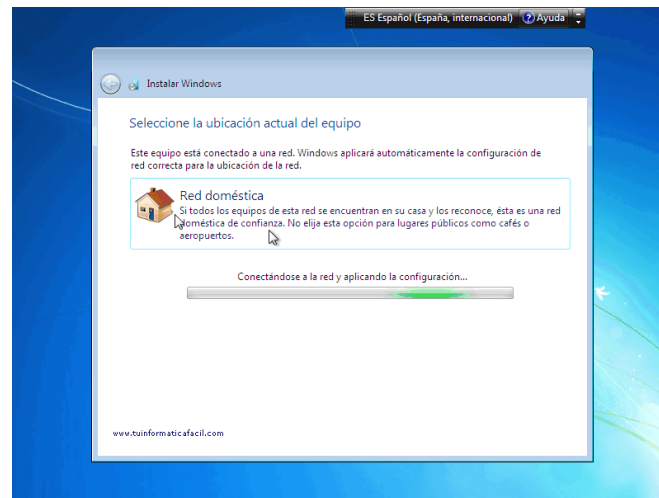 ES Español (España, internacional) Ayuda
Instalar Windows
Seleccione la ubicación actual del equipo
Este equipo está conectado a una red. Windows aplicará automáticamente la configuración de
red correcta para la ubicación de la red.
Red doméstica
Si todos los equipos de esta red se encuentran en su casa y los reconoce, ésta es una red
doméstica de confianza. No elija esta opción para lugares públicos como cafés o
aeropuertos.
Conectándose a la red y aplicando la configuración...
www.tuinformaticafacil.com